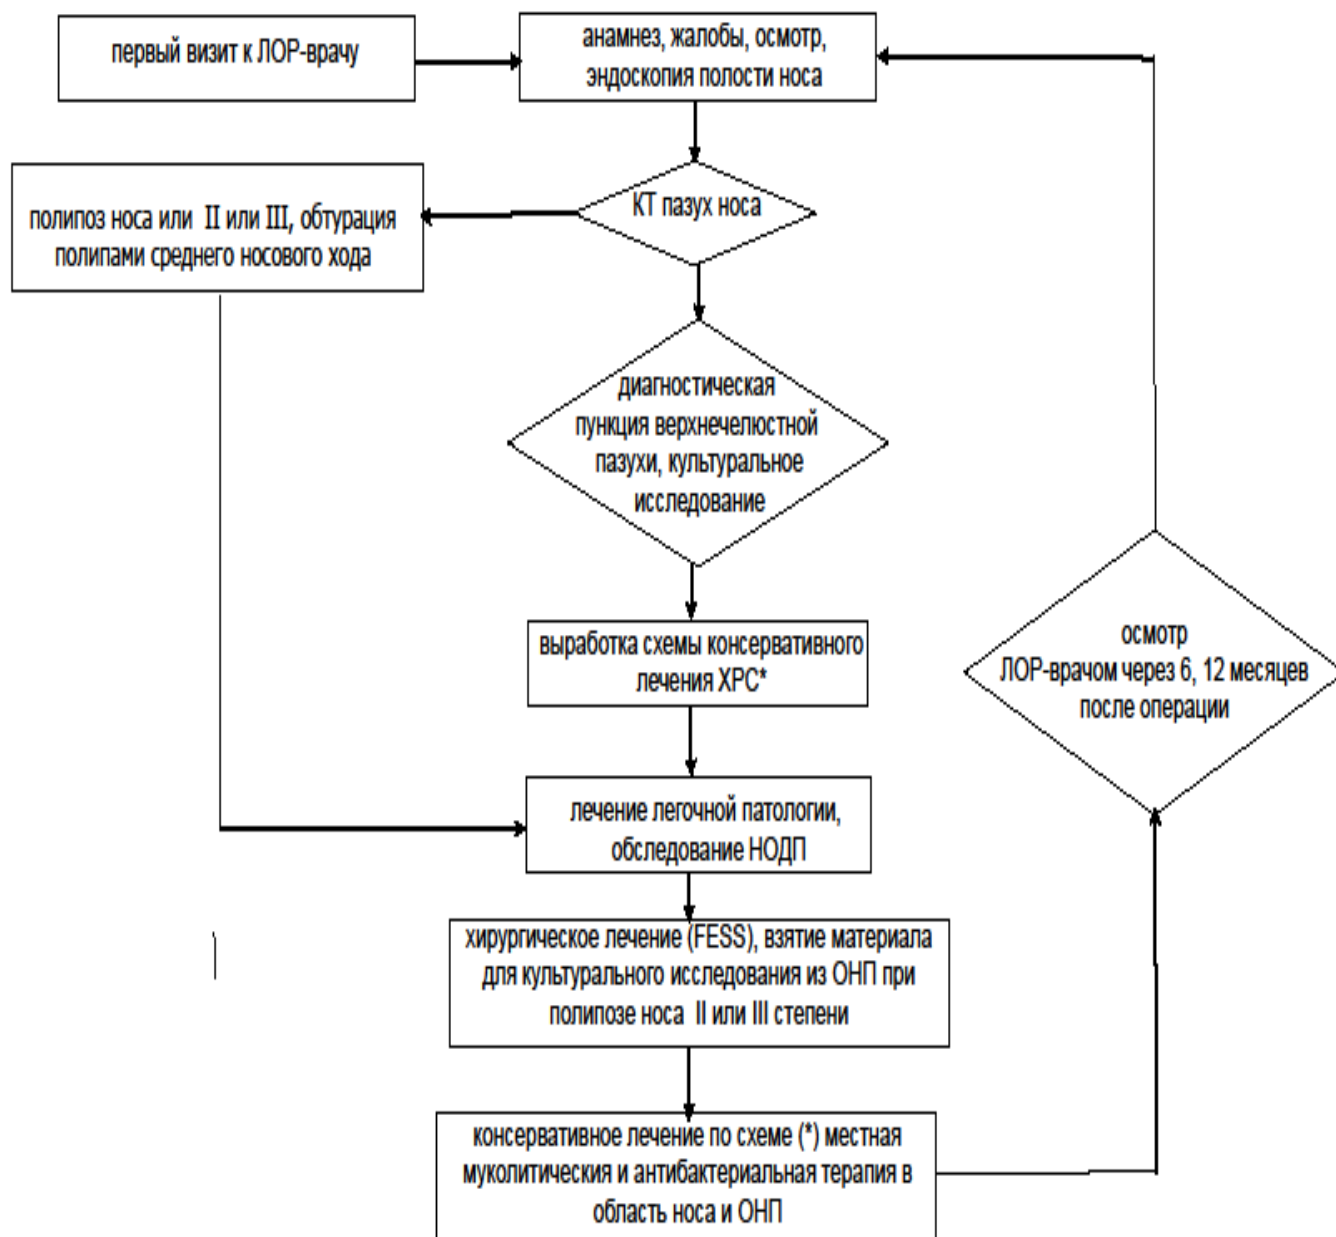 первый визит к ЛОР-врачу
анамнез, жалобы, осмотр,
эндоскопия полости носа
КТ пазух носа
полипоз носа или II или III, обтурация
полипами среднего носового хода
диагностическая
пункция верхнечелюстной
пазухи, культуральное
исследование
выработка схемы консервативного
лечения ХРС*
осмотр
ЛОР-врачом через 6, 12 месяцев
после операции
лечение легочной патологии,
обследование НОДП
хирургическое лечение (FESS), взятие материала
для культурального исследования из ОНП при
полипозе носа II или III степени
консервативное лечение по схеме (*) местная
муколитическая и антибактериальная терапия в
область носа и ОНП